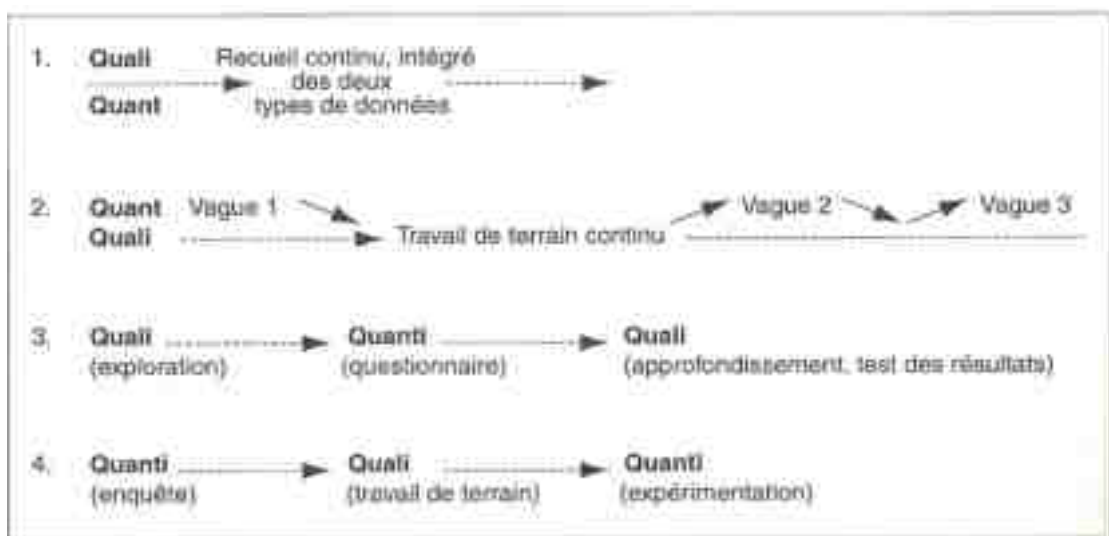 1. Quali Recueil continu, intégré
des deux
Quant types de données
2. Quant Vague 1 Vague 2 Vague 3
Quali Travail de terrain continu
3. Quali Quanti Quali
(exploration) (questionnaire) (approfondissement, test des résultats)
4. Quanti Quali Quanti
(enquête) (travail de terrain) (expérimentation)